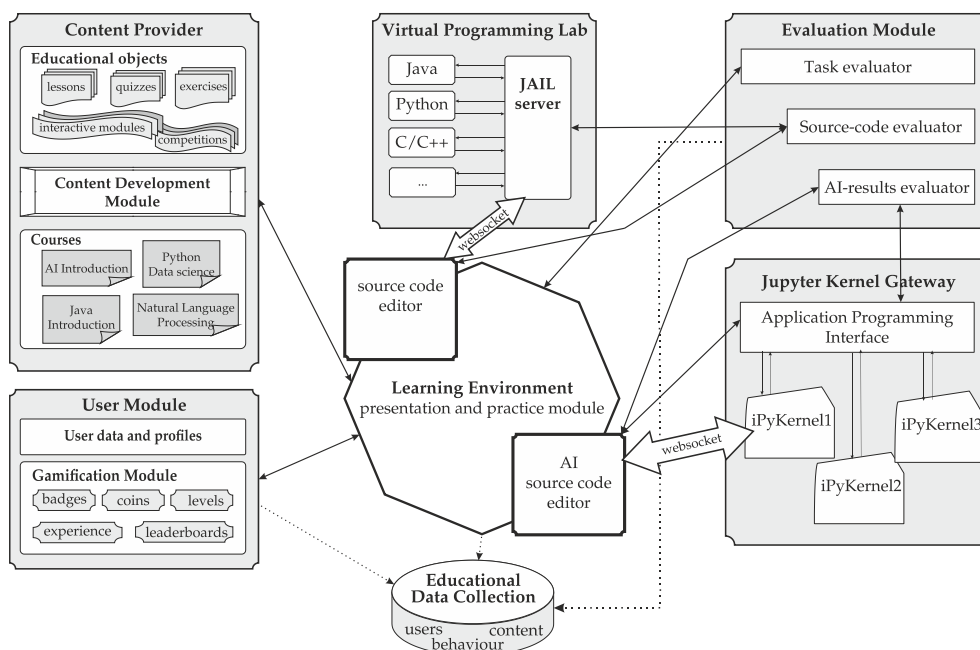 Content Provider
Educational objects
lessons
quizzes
exercises
interactive modules
competitions
Content Development
Module
Courses
AI Introduction
Python
Data science
Java
Introduction
Natural Language
Processing
User Module
User data and profiles
Gamification Module
badges
coins
levels
experience
leaderboards
Virtual Programming Lab
Java
Python
C/C++
...
JAIL
server
websocket
source code
editor
Learning Environment
presentation and practice module
AI
source code
editor
websocket
Educational
Data Collection
users
content
behaviour
Evaluation Module
Task evaluator
Source-code evaluator
AI-results evaluator
Jupyter Kernel Gateway
Application Programming
Interface
iPyKernel1
iPyKernel2
iPyKernel3